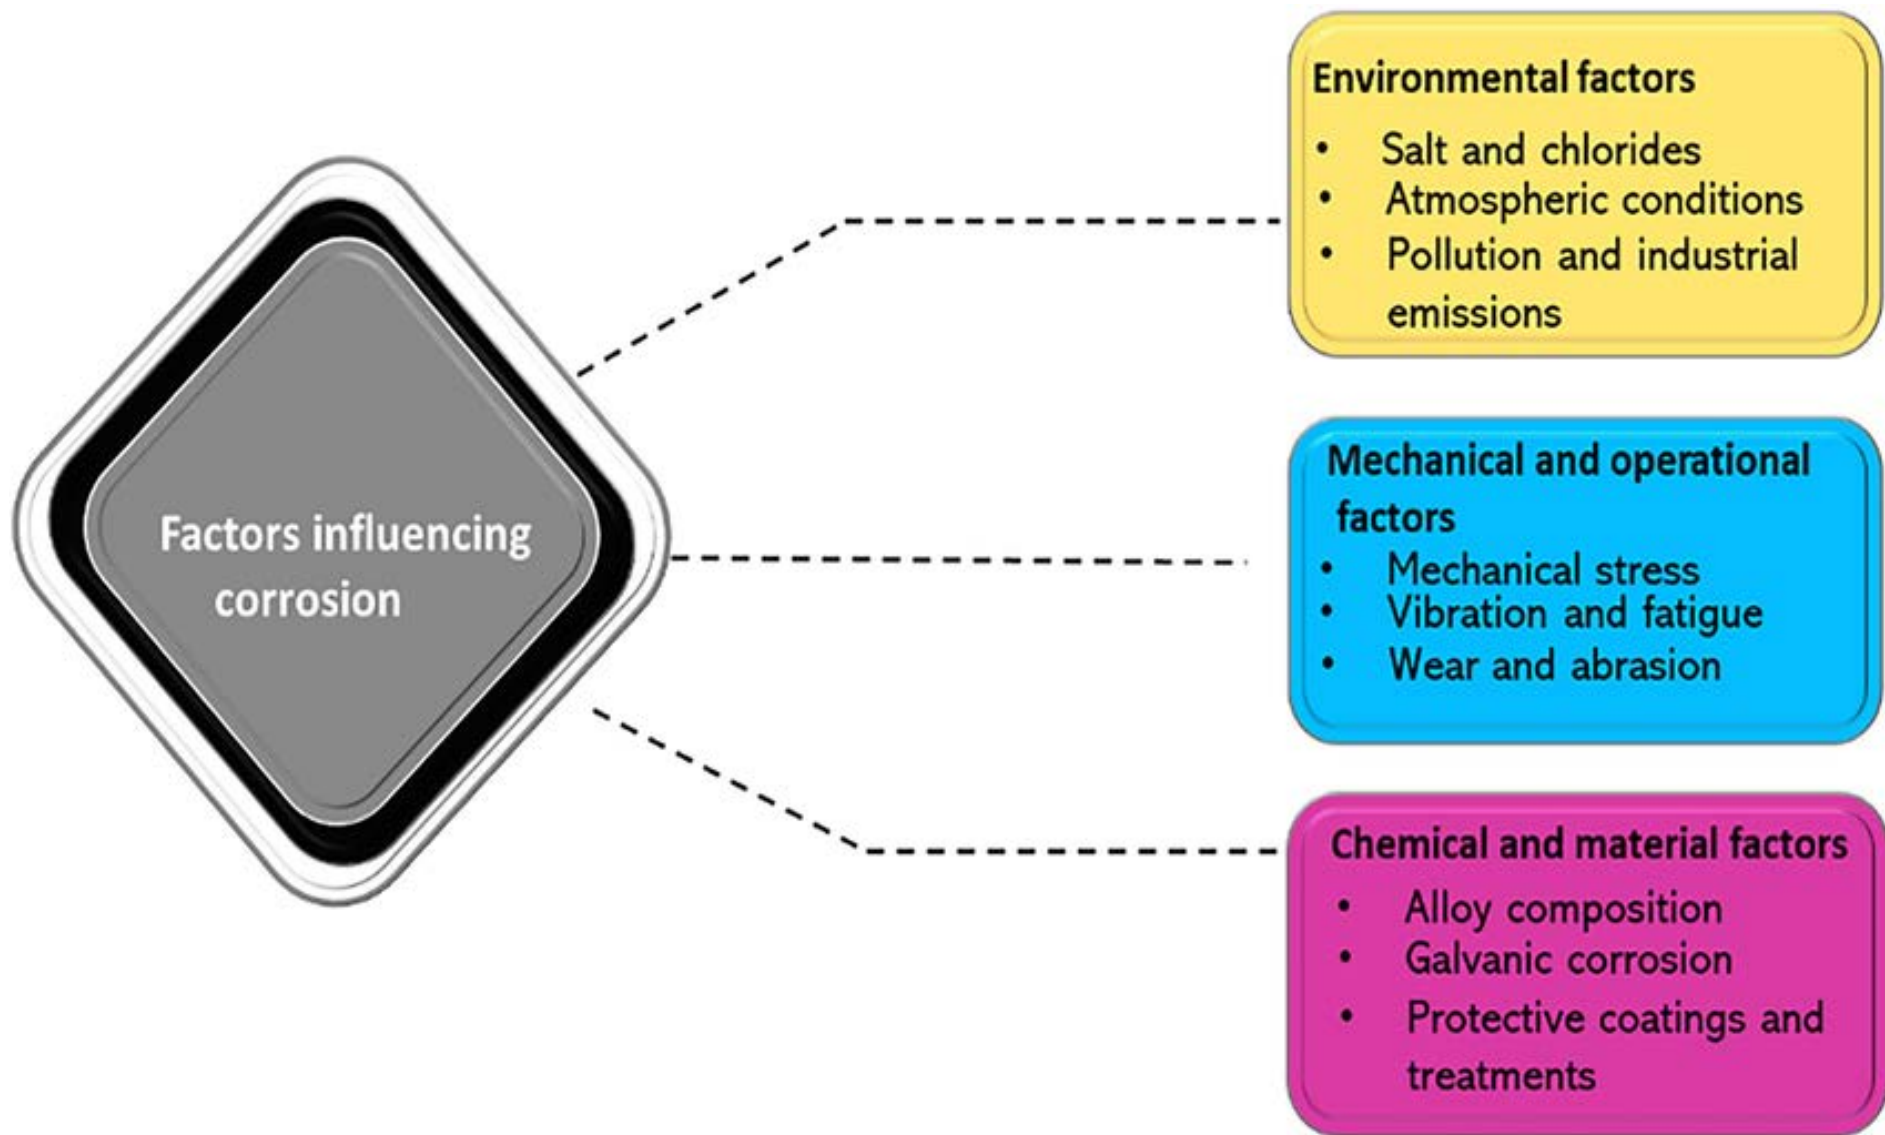 Factors influencing
corrosion
Environmental factors
• Salt and chlorides
• Atmospheric conditions
• Pollution and industrial
emissions
Mechanical and operational
factors
• Mechanical stress
• Vibration and fatigue
• Wear and abrasion
Chemical and material factors
• Alloy composition
• Galvanic corrosion
• Protective coatings and
treatments